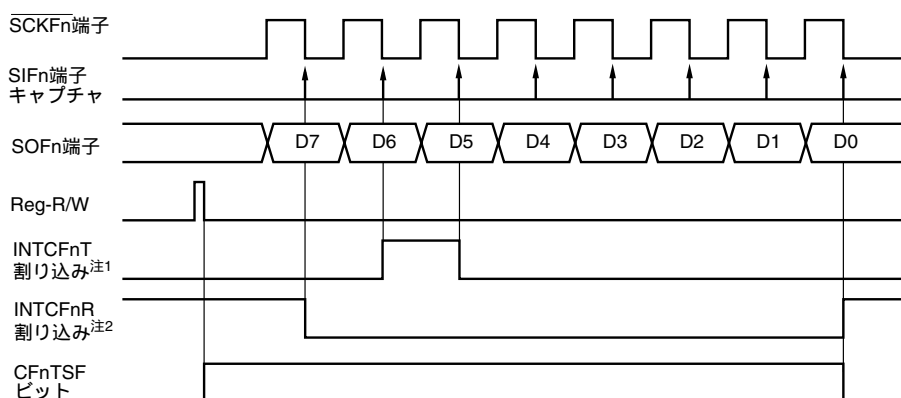 SCKFn端子
SIFn端子
キャプチャ
SOFn端子
D7 D6 D5 D4 D3 D2 D1 D0
Reg-R/W
INTCFnT
割り込み注1
INTCFnR
割り込み注2
CFnTSF
ビット